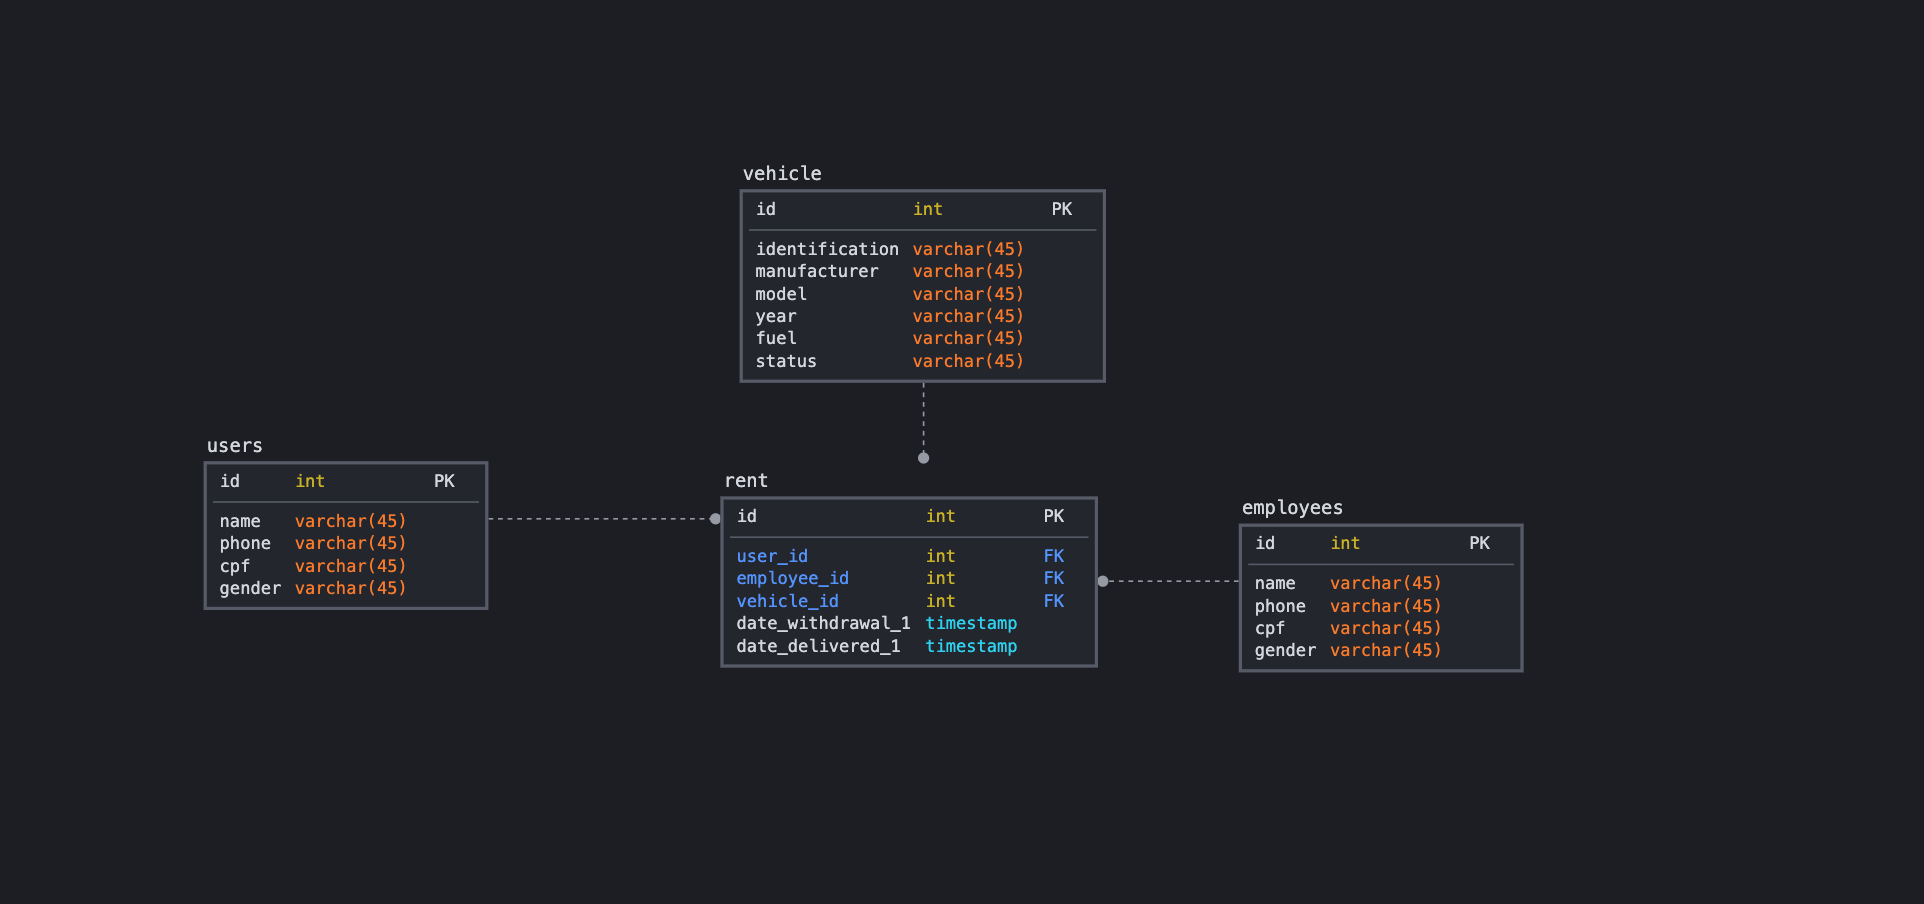 vehicle
id int PK
identification varchar(45)
manufacturer varchar(45)
model varchar(45)
year varchar(45)
fuel varchar(45)
status varchar(45)
users
id int PK
name varchar(45)
phone varchar(45)
cpf varchar(45)
gender varchar(45)
rent
id int PK
user_id int FK
employee_id int FK
vehicle_id int FK
date_withdrawal_1 timestamp
date_delivered_1 timestamp
employees
id int PK
name varchar(45)
phone varchar(45)
cpf varchar(45)
gender varchar(45)